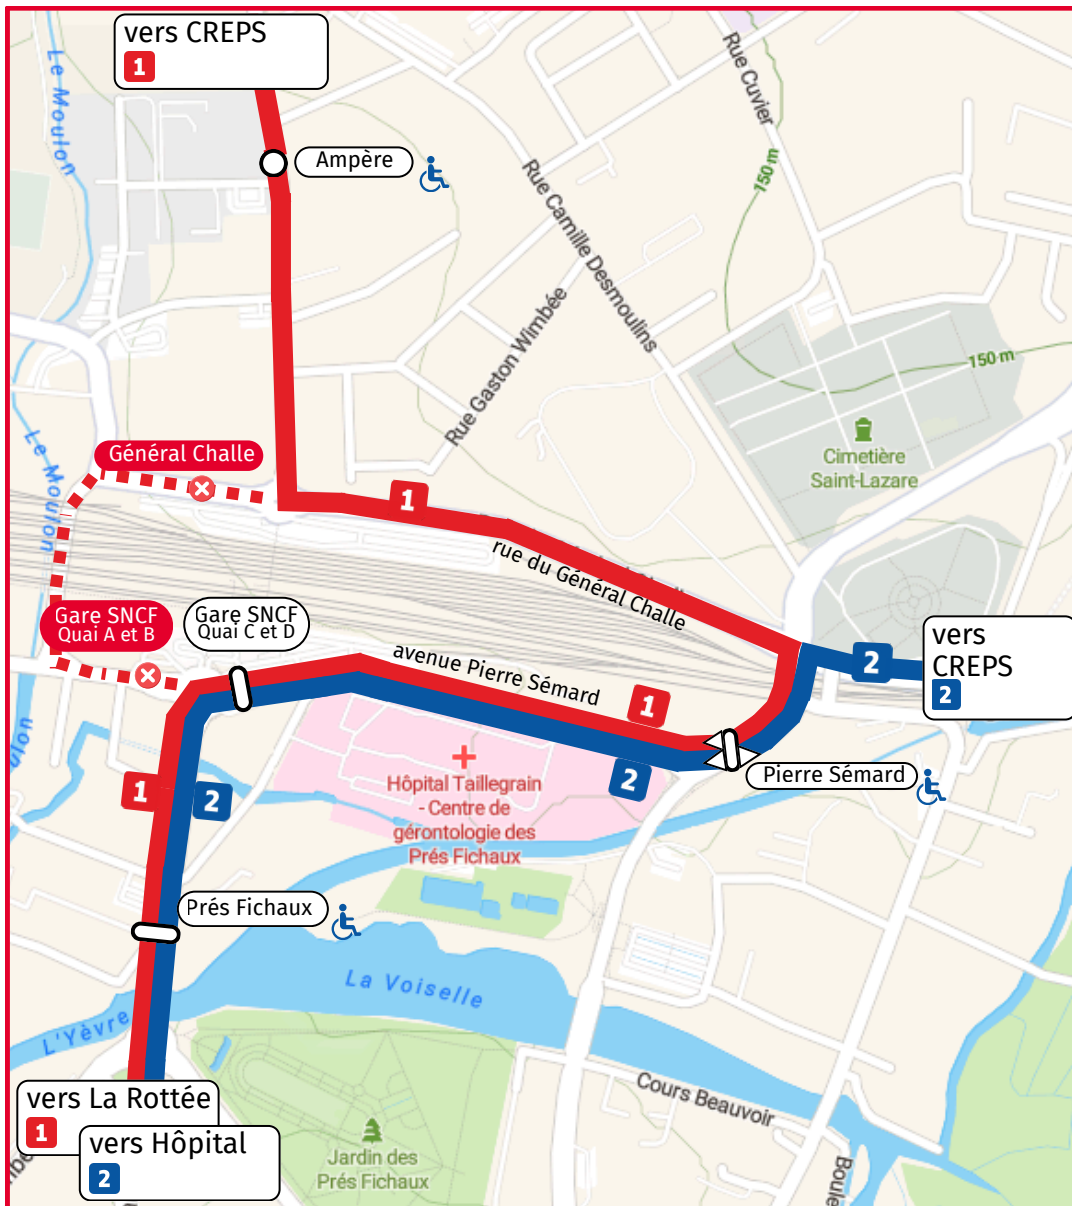 vers CREPS
1
Le Moulon
Ampère
Rue Cuvier
150 m
Rue Camille Desmoulins
Rue Gaston Wimbée
150 m
Le Moulon
Général Challe
Cimetière
Saint-Lazare
1
rue du Général Challe
Gare SNCF
Quai A et B
Gare SNCF
Quai C et D
avenue Pierre Sémard
vers
CREPS
2
2
1
Hôpital Taillegrain
- Centre de
gérontologie des
Prés Fichaux
Pierre Sémard
1
2
2
Prés Fichaux
La Voiselle
L'Yèvre
vers La Rottée
1
vers Hôpital
2
Cours Beauvoir
Jardin des
Prés Fichaux
Boule